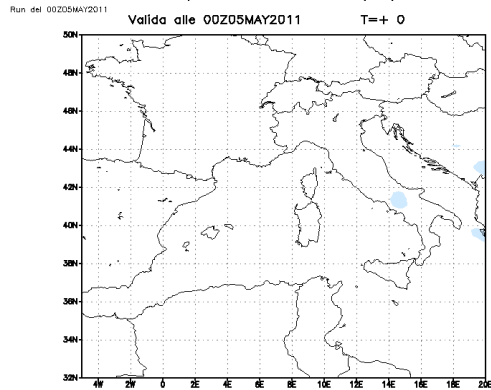 Run del 00Z05MAY2011
Valida alle 00Z05MAY2011 T=+ 0
50N
48N
46N
44N
42N
40N
38N
36N
34N
32N
4W 2W 0 2E 4E 6E 8E 10E 12E 14E 16E 18E 20E